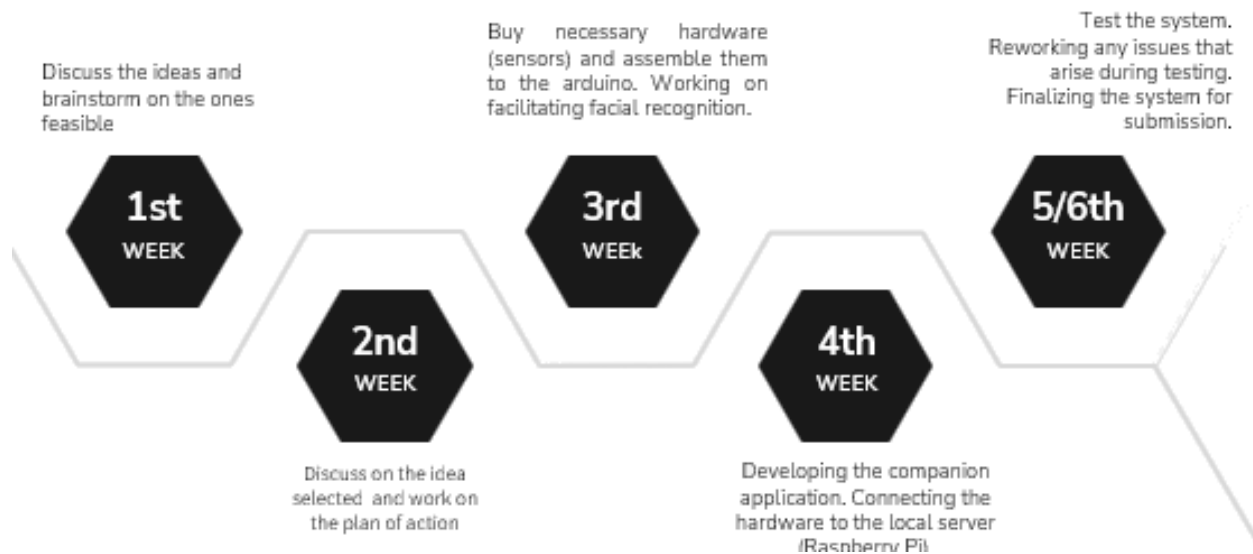 Discuss the ideas and
brainstorm on the ones
feasible
1st
WEEK
Discuss on the idea
selected and work on
the plan of action
2nd
WEEK
Buy necessary hardware
(sensors) and assemble them
to the arduino. Working on
facilitating facial recognition.
3rd
WEEk
Developing the companion
application. Connecting the
hardware to the local server
(Raspberry Pi)
4th
WEEK
Test the system.
Reworking any issues that
arise during testing.
Finalizing the system for
submission.
5/6th
WEEK